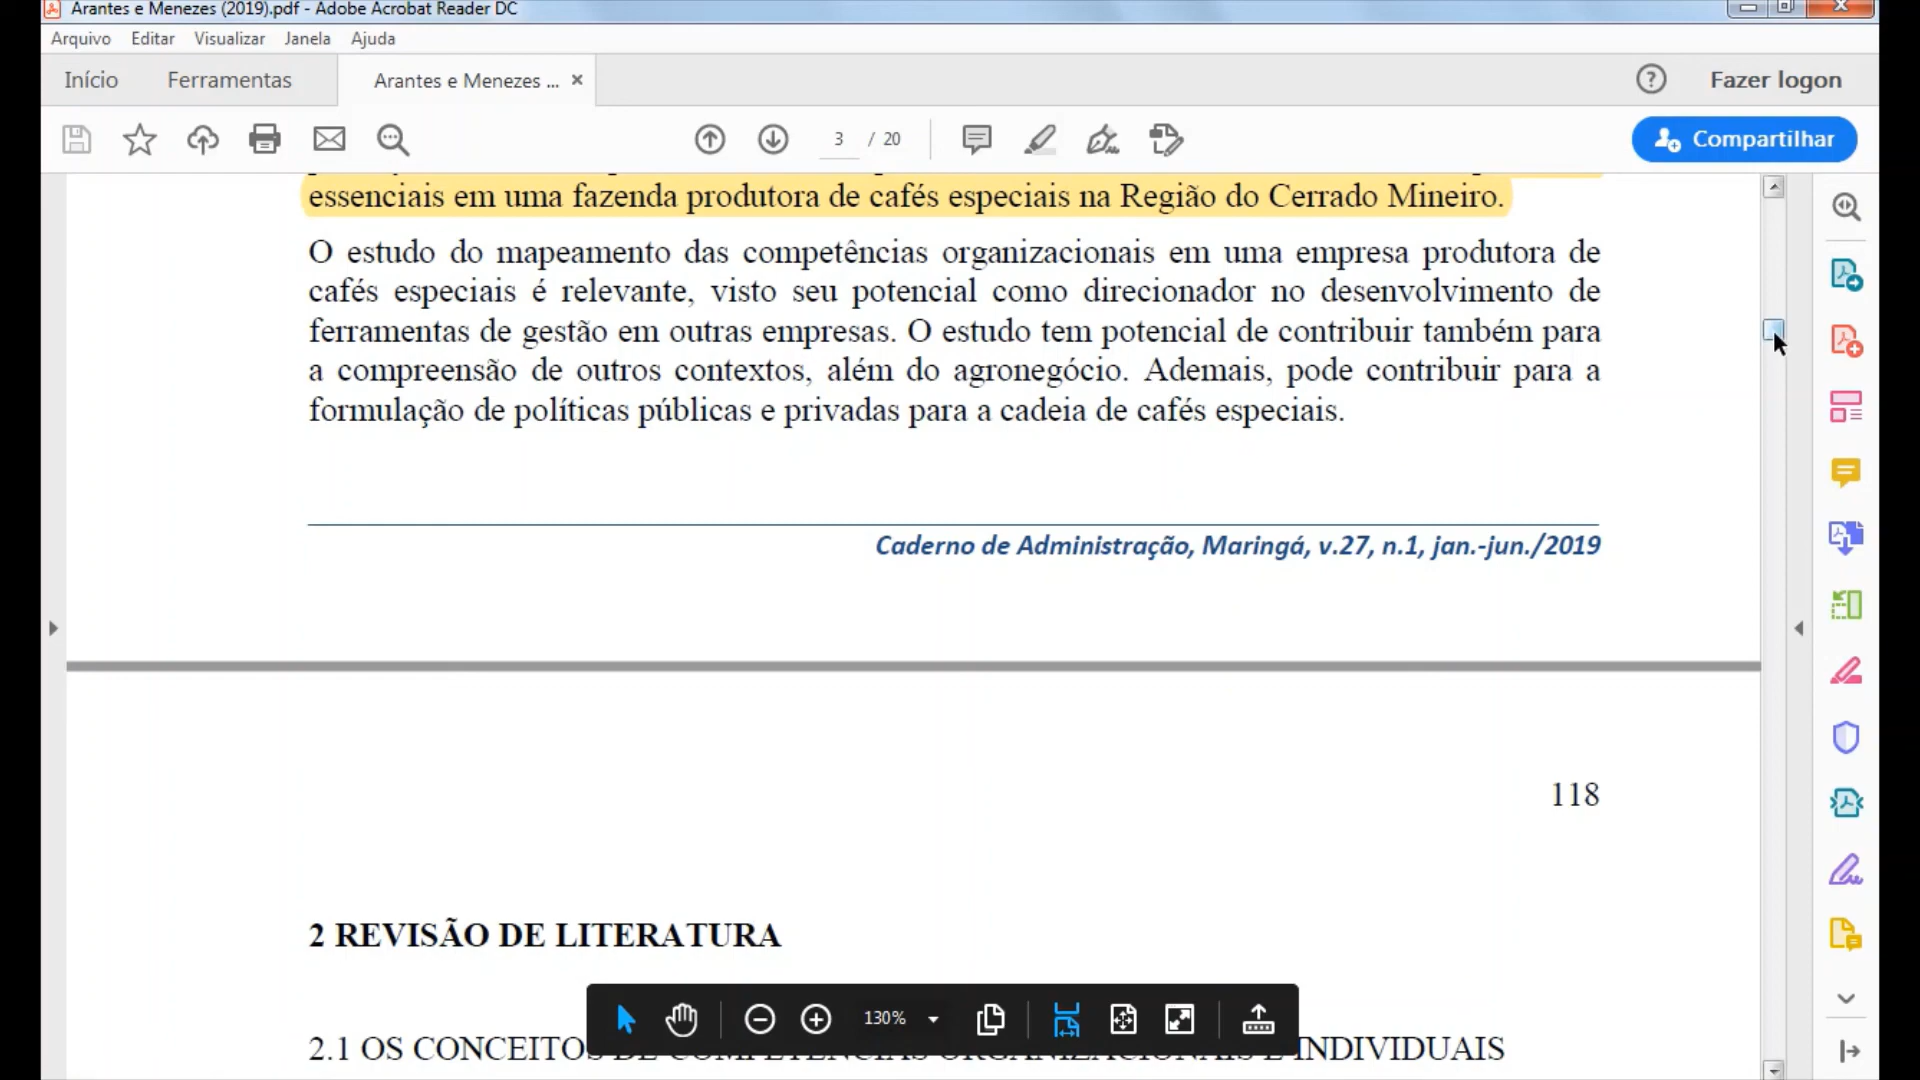 Arantes e Menezes (2019).pdf - Adobe Acrobat Reader DC
Arquivo Editar Visualizar Janela Ajuda
Início Ferramentas Arantes e Menezes ... × ? Fazer logon
3 / 20 Compartilhar
essenciais em uma fazenda produtora de cafés especiais na Região do Cerrado Mineiro.
O estudo do mapeamento das competências organizacionais em uma empresa produtora de
cafés especiais é relevante, visto seu potencial como direcionador no desenvolvimento de
ferramentas de gestão em outras empresas. O estudo tem potencial de contribuir também para
a compreensão de outros contextos, além do agronegócio. Ademais, pode contribuir para a
formulação de políticas públicas e privadas para a cadeia de cafés especiais.
Caderno de Administração, Maringá, v.27, n.1, jan.-jun./2019
118
2 REVISÃO DE LITERATURA
130%
2.1 OS CONCEITOS DE COMPETÊNCIAS ORGANIZACIONAIS E INDIVIDUAIS